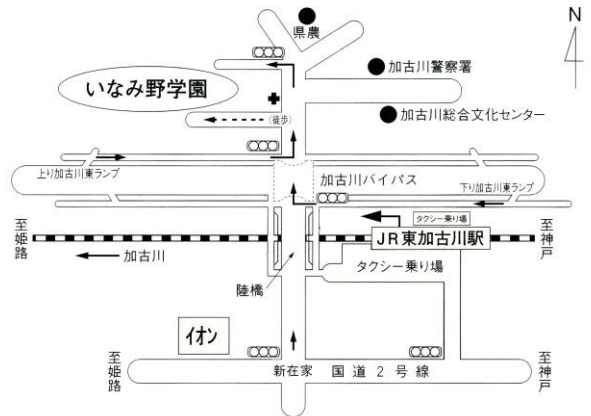 N
県農
加古川警察署
いなみ野学園
加古川総合文化センター
(徒歩)
上り加古川東ランプ
加古川バイパス
下り加古川東ランプ
タクシー乗り場
至姫路
JR東加古川駅
至神戸
加古川
タクシー乗り場
陸橋
イオン
至姫路
新在家
国道2号線
至神戸